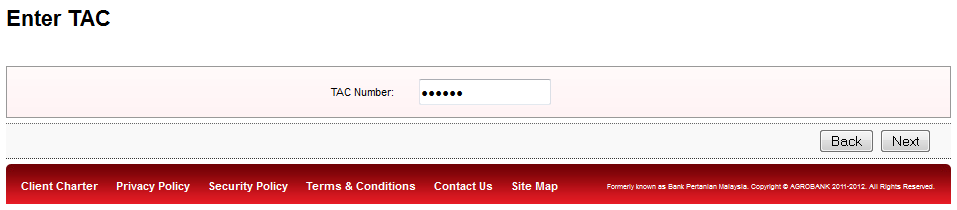 Enter TAC
TAC Number: ••••••
Back Next
Client Charter Privacy Policy Security Policy Terms & Conditions Contact Us Site Map Formerly known as Bank Pertanian Malaysia. Copyright © AGROBANK 2011-2012. All Rights Reserved.